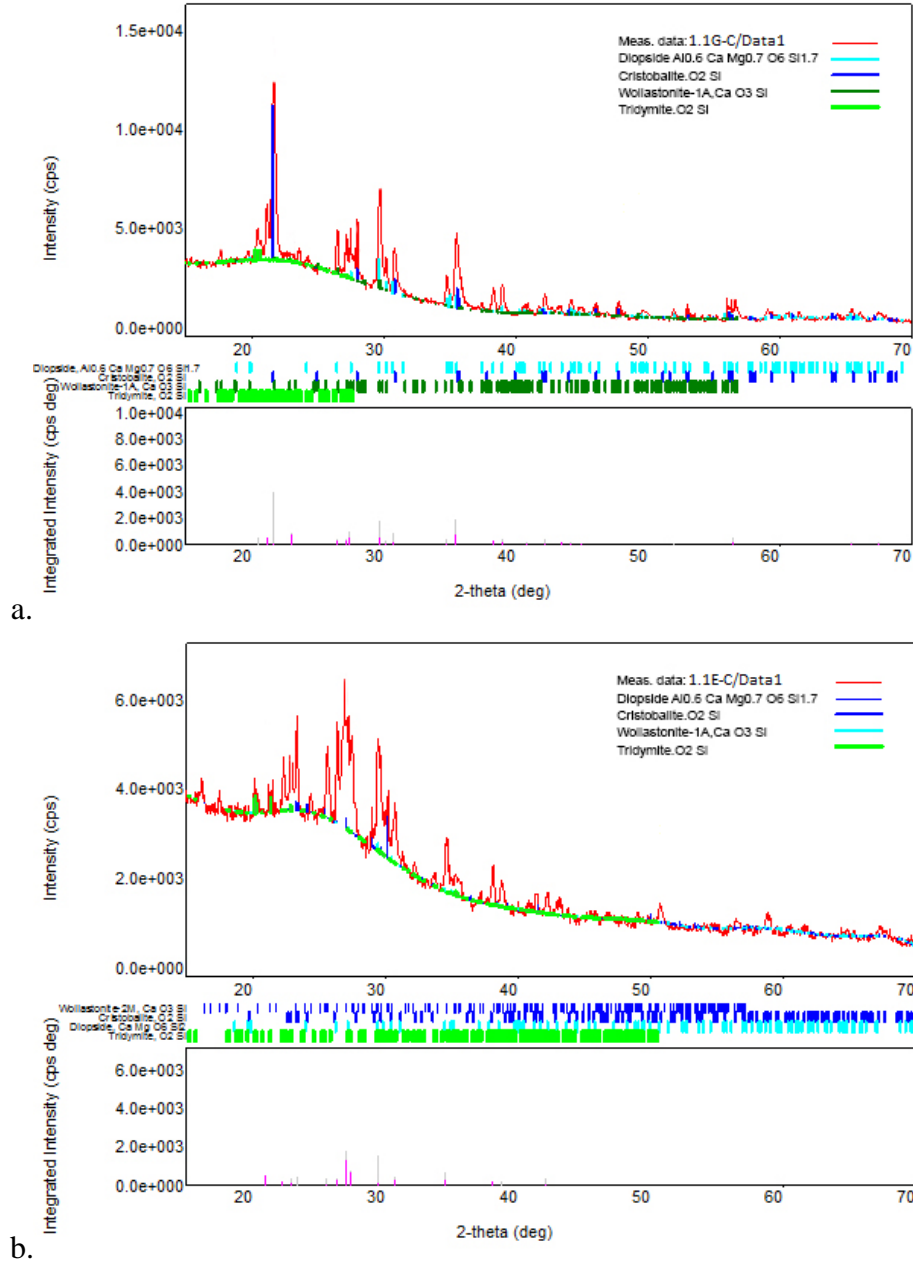 1.5e+004
1.0e+004
5.0e+003
0.0e+000
Intensity (cps)
Meas. data: 1.1G-C/Data1
Diopside Al0.6 Ca Mg0.7 O6 Si1.7
Cristobalite.O2 Si
Wollastonite-1A,Ca O3 Si
Tridymite.O2 Si
20 30 40 50 60 70
Diopside, Al0.6 Ca Mg0.7 O6 Si1.7
Cristobalite, O2 Si
Wollastonite-1A, Ca O3 Si
Tridymite, O2 Si
1.0e+004
8.0e+003
6.0e+003
4.0e+003
2.0e+003
0.0e+000
Integrated Intensity (cps deg)
20 30 40 50 60 70
2-theta (deg)
a.
6.0e+003
4.0e+003
2.0e+003
0.0e+000
Intensity (cps)
Meas. data: 1.1E-C/Data1
Diopside Al0.6 Ca Mg0.7 O6 Si1.7
Cristobalite.O2 Si
Wollastonite-1A,Ca O3 Si
Tridymite.O2 Si
20 30 40 50 60 70
Wollastonite-2M, Ca O3 Si
Cristobalite, O2 Si
Diopside, Ca Mg O6 Si2
Tridymite, O2 Si
6.0e+003
4.0e+003
2.0e+003
0.0e+000
Integrated Intensity (cps deg)
20 30 40 50 60 70
2-theta (deg)
b.